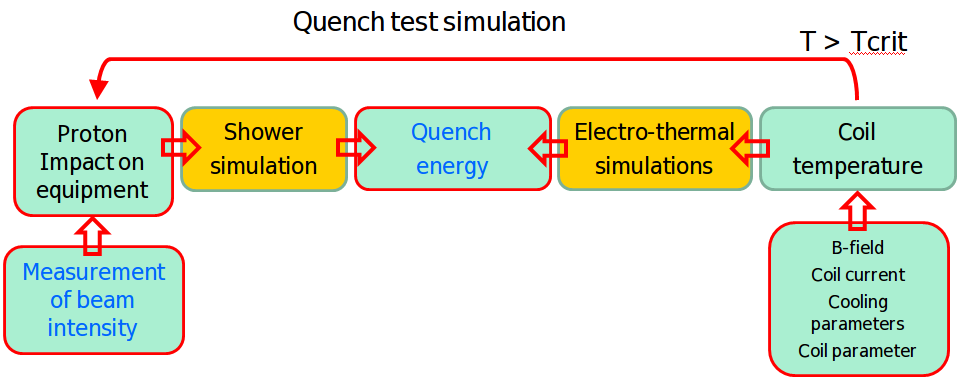 Quench test simulation
T > Tcrit
Proton
Impact on
equipment
Shower
simulation
Quench
energy
Electro-thermal
simulations
Coil
temperature
Measurement
of beam
intensity
B-field
Coil current
Cooling
parameters
Coil parameter